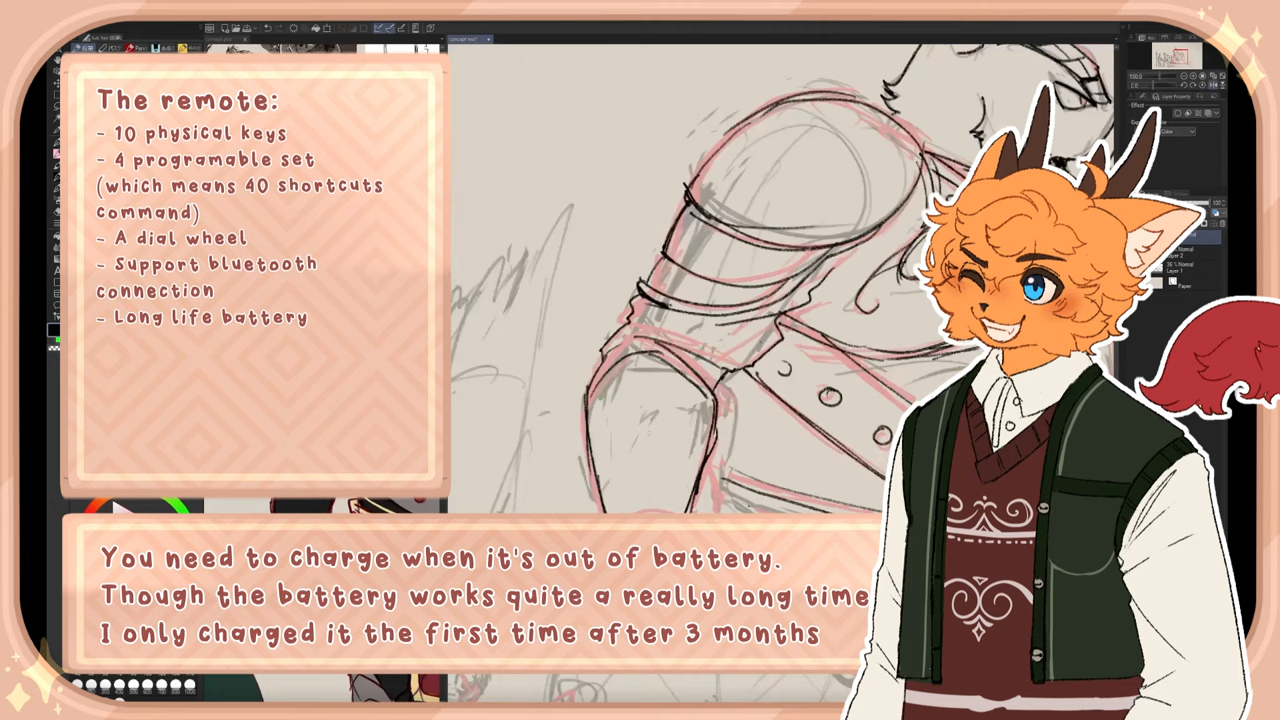 The remote:
- 10 physical keys
- 4 programable set
(which means 40 shortcuts
command)
- A dial wheel
- Support bluetooth
connection
- Long life battery
You need to charge when it's out of battery.
Though the battery works quite a really long time
I only charged it the first time after 3 months